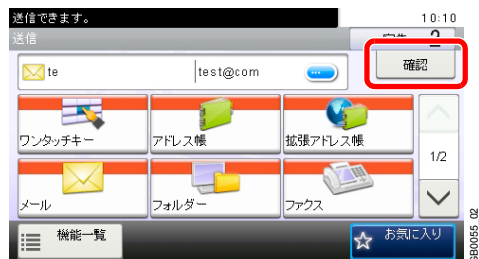 送信できます。 10:10
送信 宛先 2
te test@com ... 確認
ワンタッチキー アドレス帳 拡張アドレス帳
1/2
メール フォルダー ファクス
機能一覧 お気に入り
GB0055_02